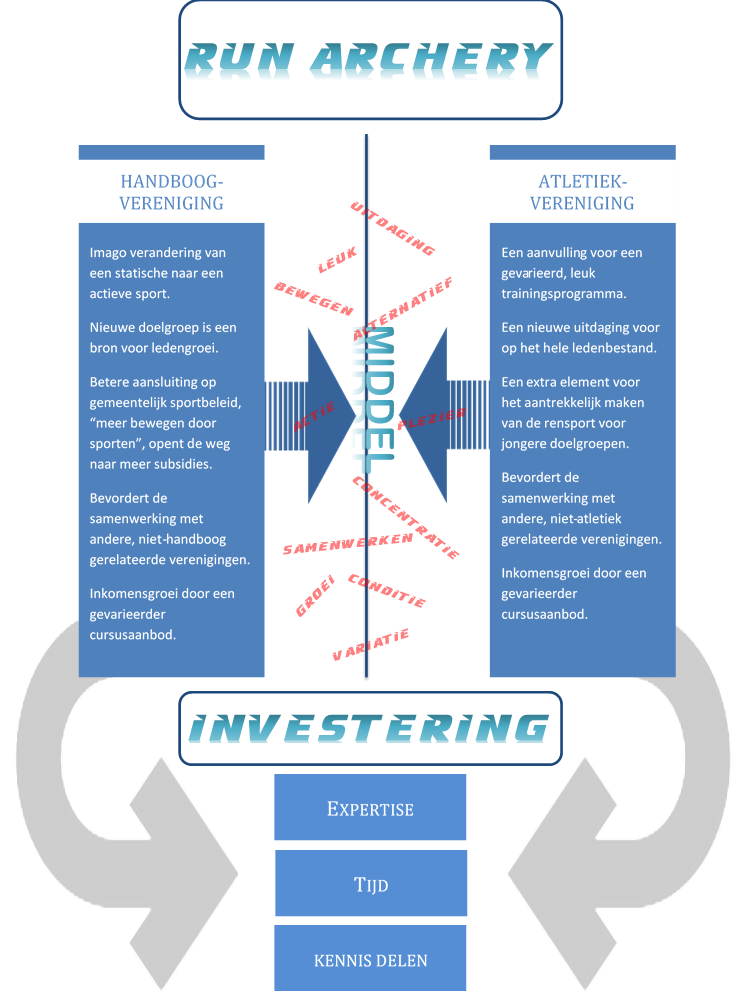 RUN ARCHERY
HANDBOOG-
VERENIGING
Imago verandering van
een statische naar een
actieve sport.
Nieuwe doelgroep is een
bron voor ledengroei.
Betere aansluiting op
gemeentelijk sportbeleid,
“meer bewegen door
sporten”, opent de weg
naar meer subsidies.
Bevordert de
samenwerking met
andere, niet-handboog
gerelateerde verenigingen.
Inkomensgroei door een
gevarieerder
cursusaanbod.
UITDAGING
LEUK
BEWEGEN
ALTERNATIEF
MIDDEL
ACTIE
PLEZIER
CONCENTRATIE
SAMENWERKEN
GROEI
CONDITIE
VARIATIE
ATLETIEK-
VERENIGING
Een aanvulling voor een
gevarieerd, leuk
trainingsprogramma.
Een nieuwe uitdaging voor
op het hele ledenbestand.
Een extra element voor
het aantrekkelijk maken
van de rensport voor
jongere doelgroepen.
Bevordert de
samenwerking met
andere, niet-atletiek
gerelateerde verenigingen.
Inkomensgroei door een
gevarieerder
cursusaanbod.
INVESTERING
EXPERTISE
TIJD
KENNIS DELEN